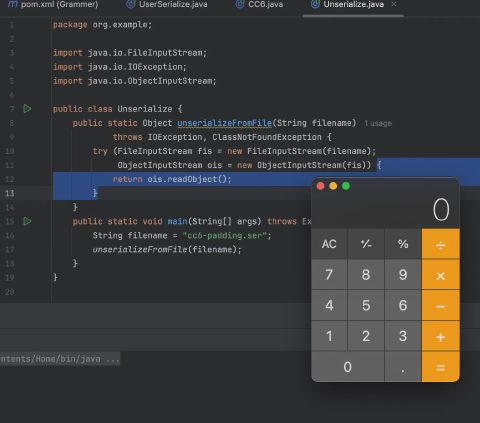 pom.xml (Grammer) UserSerialize.java CC6.java Unserialize.java
1 package org.example;
2
3 import java.io.FileInputStream;
4 import java.io.IOException;
5 import java.io.ObjectInputStream;
6
7 public class Unserialize {
8 public static Object unserializeFromFile(String filename) 1 usage
9 throws IOException, ClassNotFoundException {
10 try (FileInputStream fis = new FileInputStream(filename);
11 ObjectInputStream ois = new ObjectInputStream(fis)) {
12 return ois.readObject();
13 }
14 }
15 public static void main(String[] args) throws Ex
16 String filename = "cc6-padding.ser";
17 unserializeFromFile(filename);
18 }
19 }
20
ontents/Home/bin/java ...
0
AC +⁄- % ÷
7 8 9 ×
4 5 6 −
1 2 3 +
0 . =